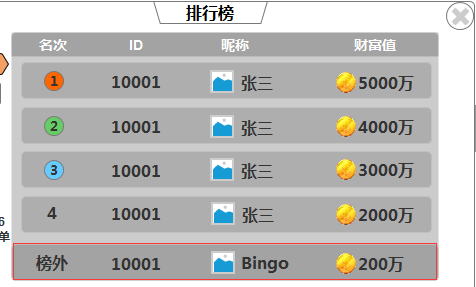 排行榜
名次 ID 昵称 财富值
1 10001 张三 5000万
2 10001 张三 4000万
3 10001 张三 3000万
4 10001 张三 2000万
6
单
榜外 10001 Bingo 200万